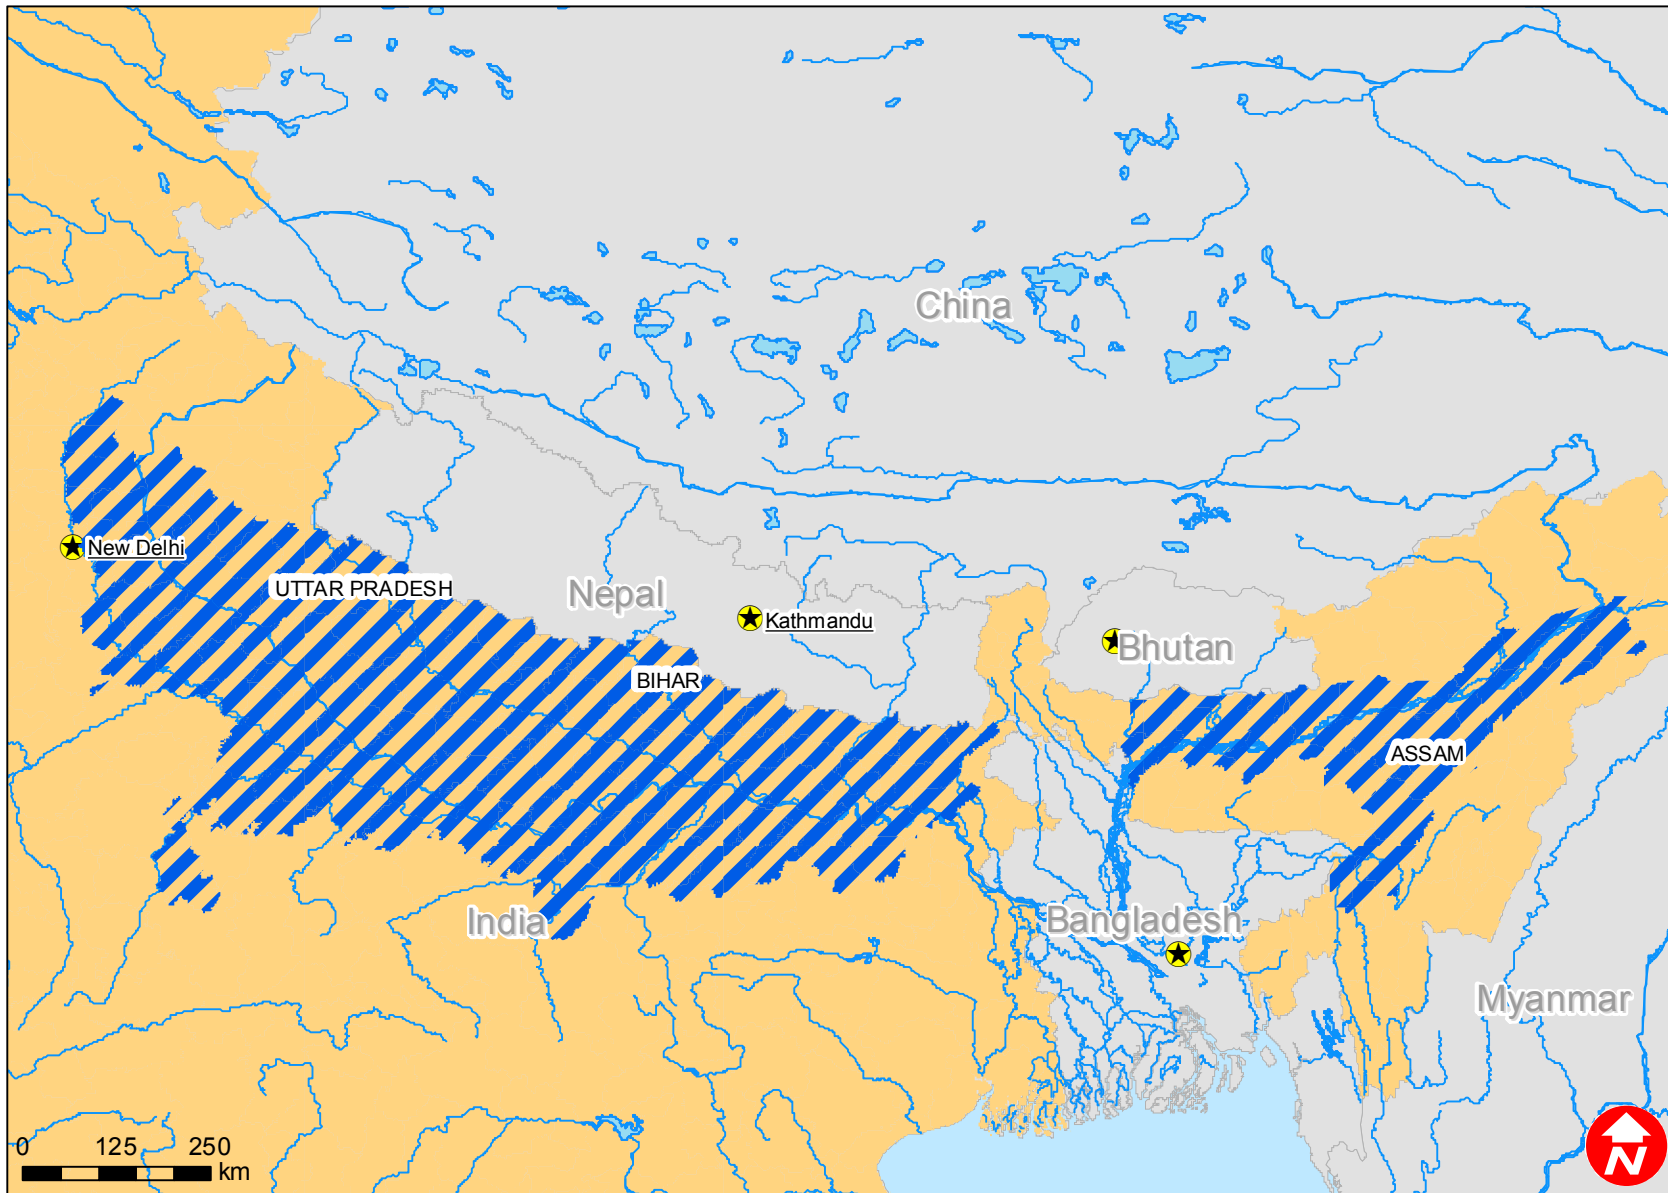 China
New Delhi
UTTAR PRADESH
Nepal
Kathmandu
Bhutan
BIHAR
ASSAM
India
Bangladesh
Myanmar
0 125 250
km
N